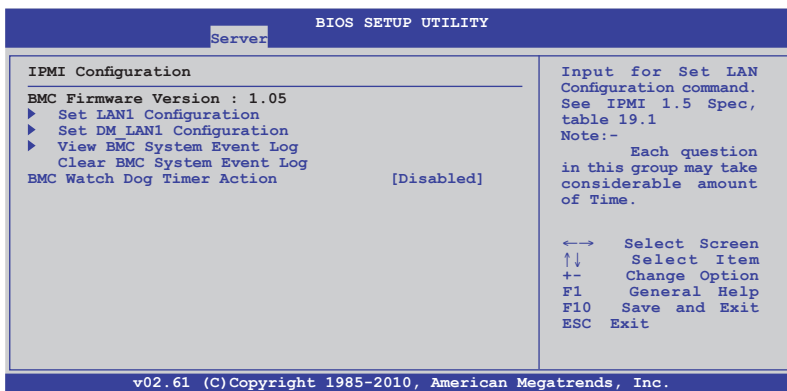 BIOS SETUP UTILITY
Server
IPMI Configuration
BMC Firmware Version : 1.05
Set LAN1 Configuration
Set DM_LAN1 Configuration
View BMC System Event Log
Clear BMC System Event Log
BMC Watch Dog Timer Action [Disabled]
Input for Set LAN
Configuration command.
See IPMI 1.5 Spec,
table 19.1
Note:-
Each question
in this group may take
considerable amount
of Time.
←→ Select Screen
↑↓ Select Item
+- Change Option
F1 General Help
F10 Save and Exit
ESC Exit
v02.61 (C)Copyright 1985-2010, American Megatrends, Inc.